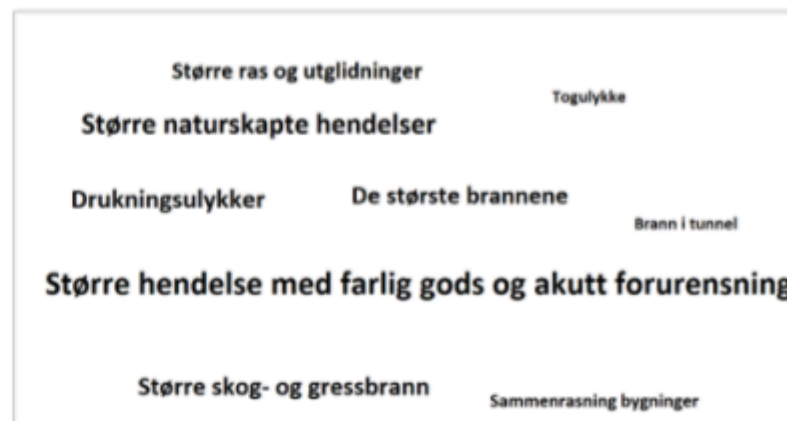 Større ras og utglidninger
Togulykke
Større naturskapte hendelser
Drukningsulykker
De største brannene
Brann i tunnel
Større hendelse med farlig gods og akutt forurensning
Større skog- og gressbrann
Sammenrasning bygninger